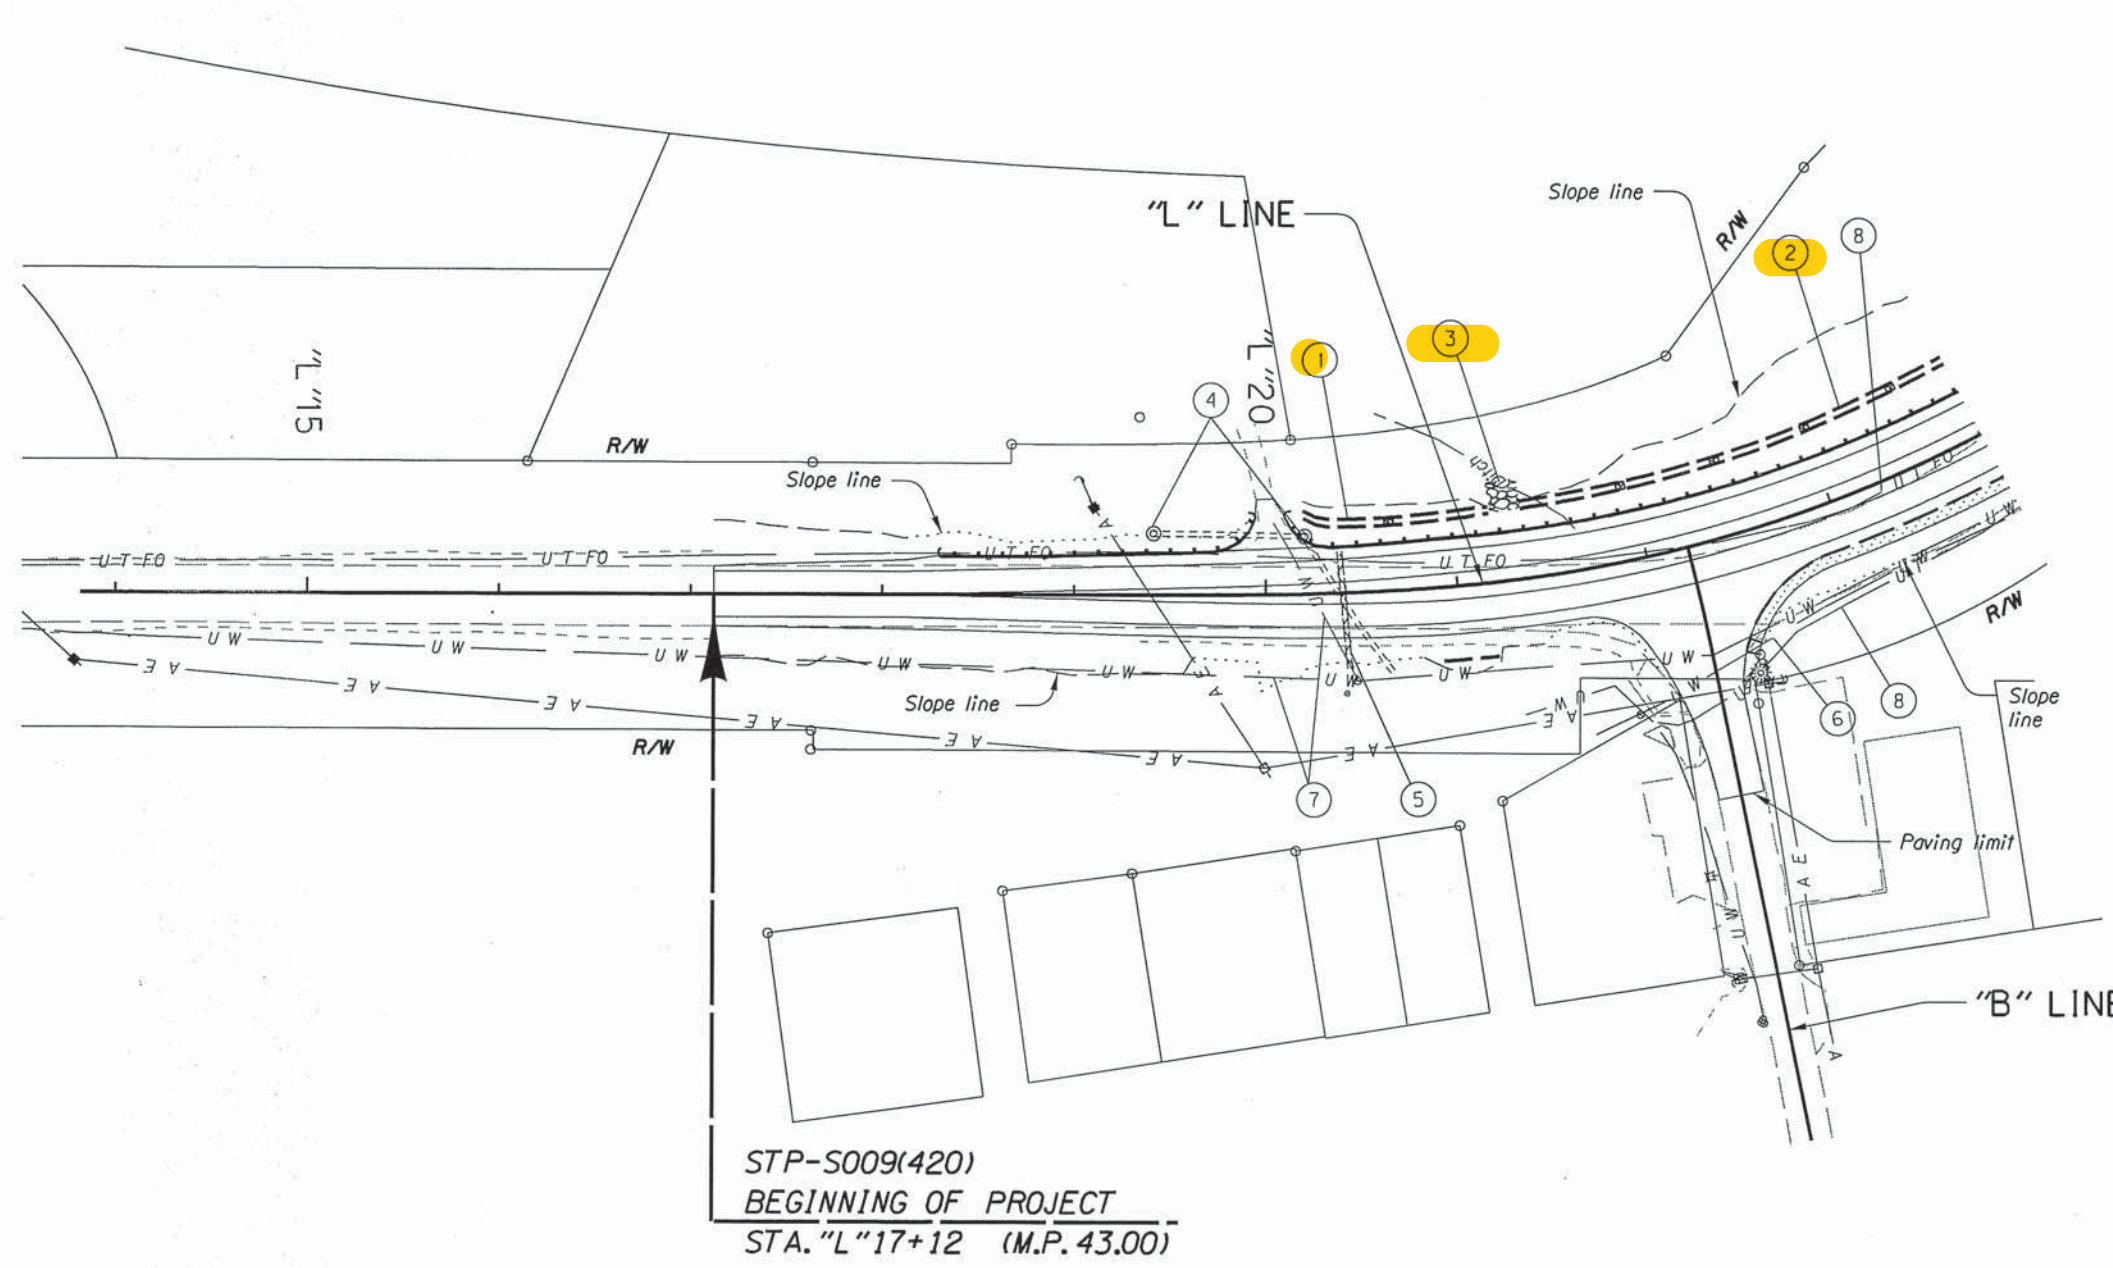 "L" LINE
Slope line
R/W
2
8
3
1
"L" 20
4
"L" 15
R/W
Slope line
Ditch
A
U T FO
U T FO
U T FO
U T FO
U T FO
U W
U W
U W
U W
U W
U W
U W
U W
U W
U W
U W
U W
U W
R/W
A E
A E
A E
A E
A E
A E
A E
A E
A E
Slope line
R/W
7
5
6
8
Slope
line
Paving limit
A E
U W
A
"B" LINE
STP-S009(420)
BEGINNING OF PROJECT
STA. "L" 17+12 (M.P. 43.00)